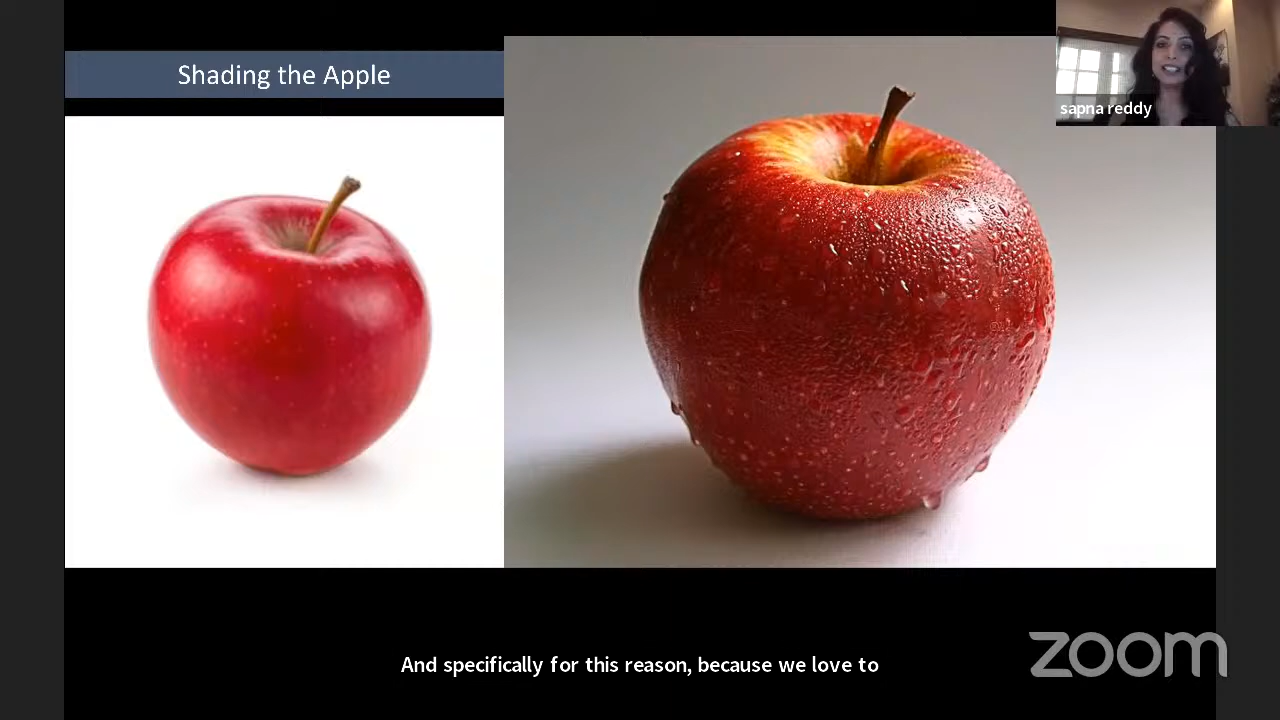 Shading the Apple
sapna reddy
And specifically for this reason, because we love to
zoom